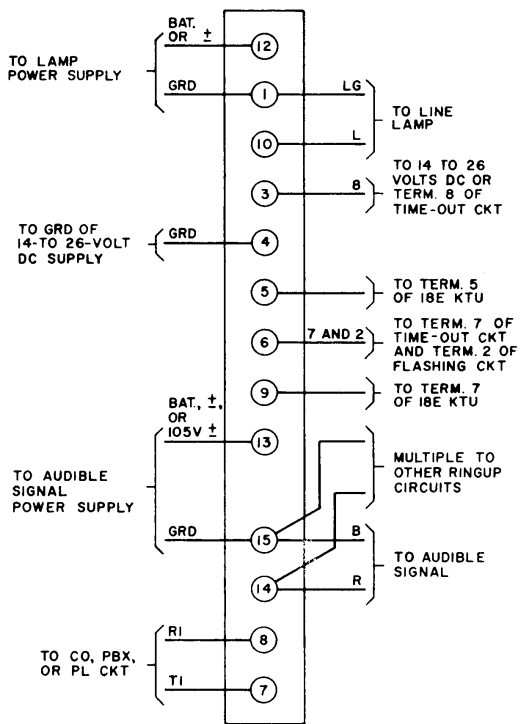 BAT.
OR ±
TO LAMP
POWER SUPPLY
GRD
12
1
LG
TO LINE
LAMP
10
L
3
8
TO 14 TO 26
VOLTS DC OR
TERM. 8 OF
TIME-OUT CKT
TO GRD OF
14-TO 26-VOLT
DC SUPPLY
GRD
4
5
TO TERM. 5
OF 18E KTU
6
7 AND 2
TO TERM. 7 OF
TIME-OUT CKT
AND TERM. 2 OF
FLASHING CKT
9
TO TERM. 7
OF 18E KTU
BAT., ±,
OR
105V ±
13
MULTIPLE TO
OTHER RINGUP
CIRCUITS
TO AUDIBLE
SIGNAL
POWER SUPPLY
GRD
15
B
TO AUDIBLE
SIGNAL
14
R
TO CO, PBX,
OR PL CKT
R1
8
T1
7